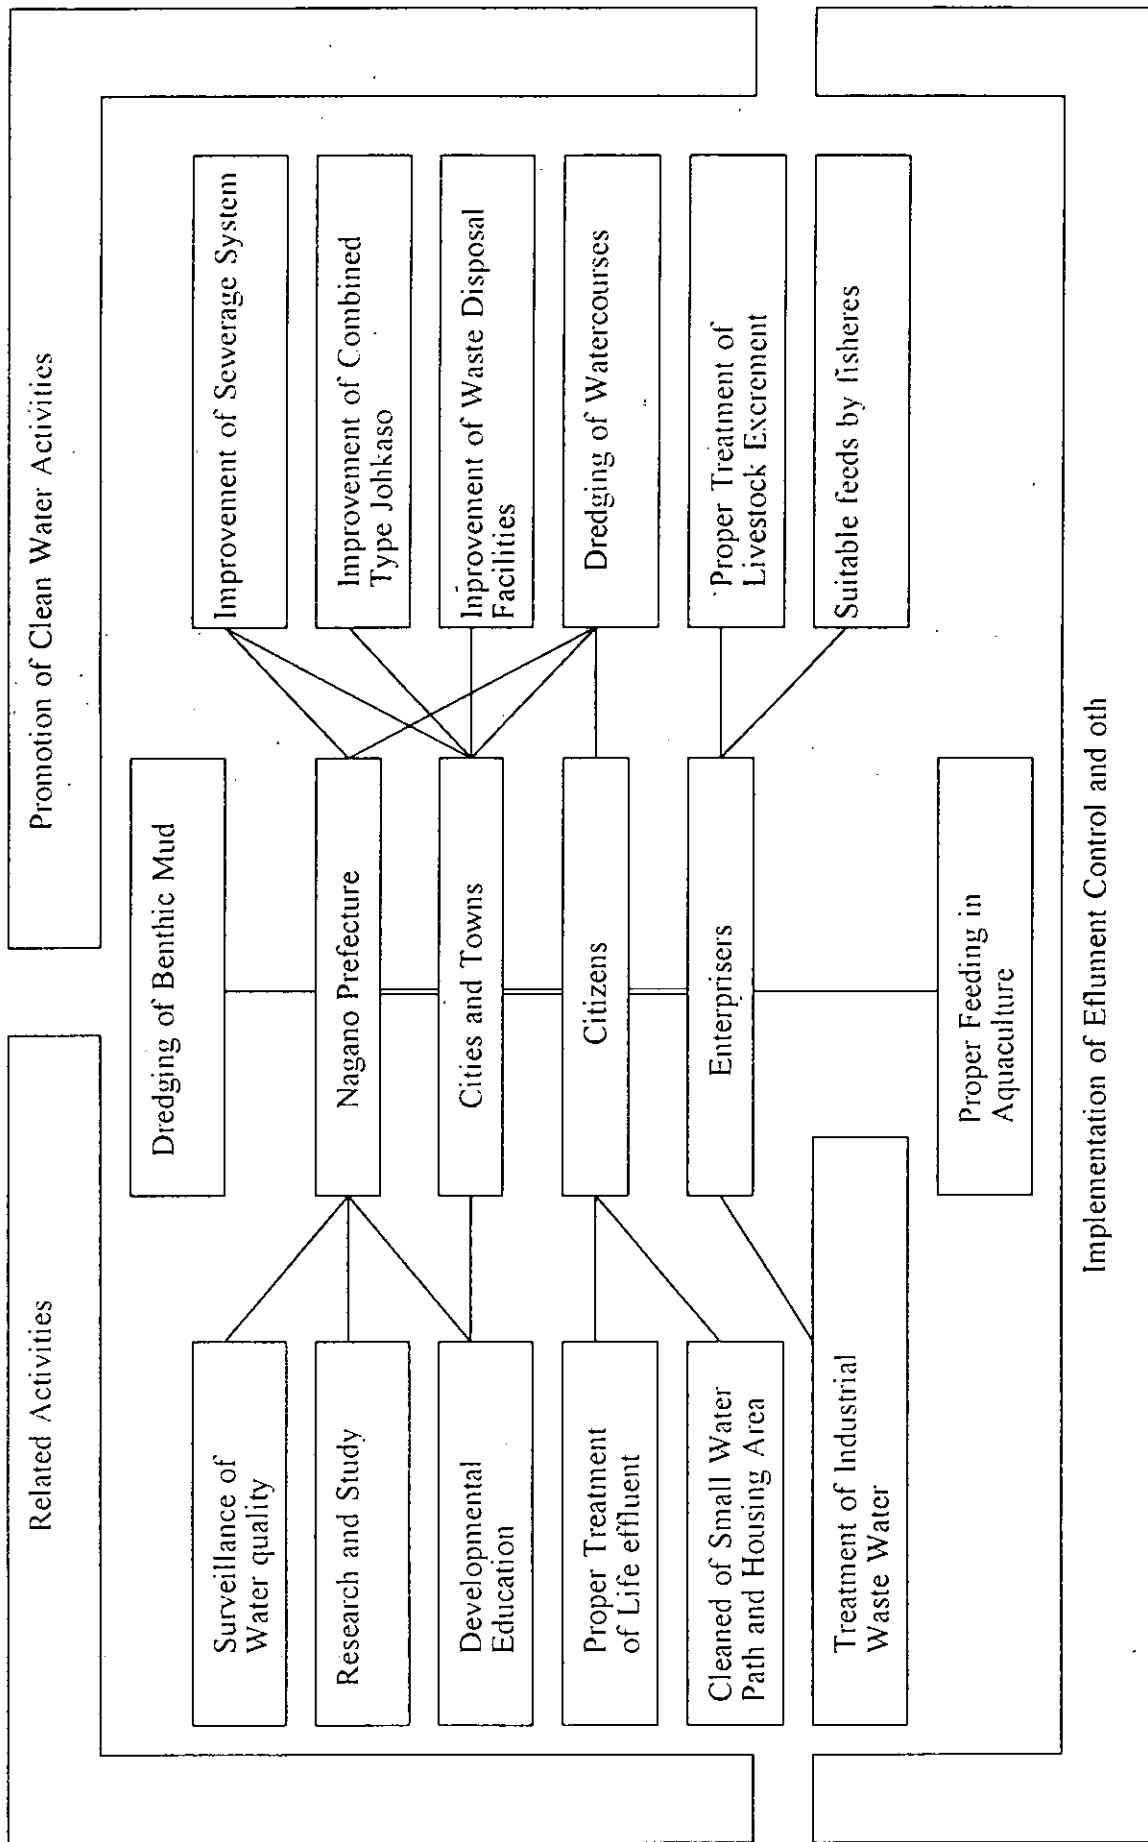 Related Activities
Promotion of Clean Water Activities
Dredging of Benthic Mud
Surveillance of
Water quality
Research and Study
Developmental
Education
Proper Treatment
of Life effluent
Cleaned of Small Water
Path and Housing Area
Treatment of Industrial
Waste Water
Nagano Prefecture
Cities and Towns
Citizens
Enterprisers
Proper Feeding in
Aquaculture
Improvement of Sewerage System
Improvement of Combined
Type Johkaso
Inprovement of Waste Disposal
Facilities
Dredging of Watercourses
Proper Treatment of
Livestock Excrement
Suitable feeds by fisheres
Implementation of Eflument Control and oth